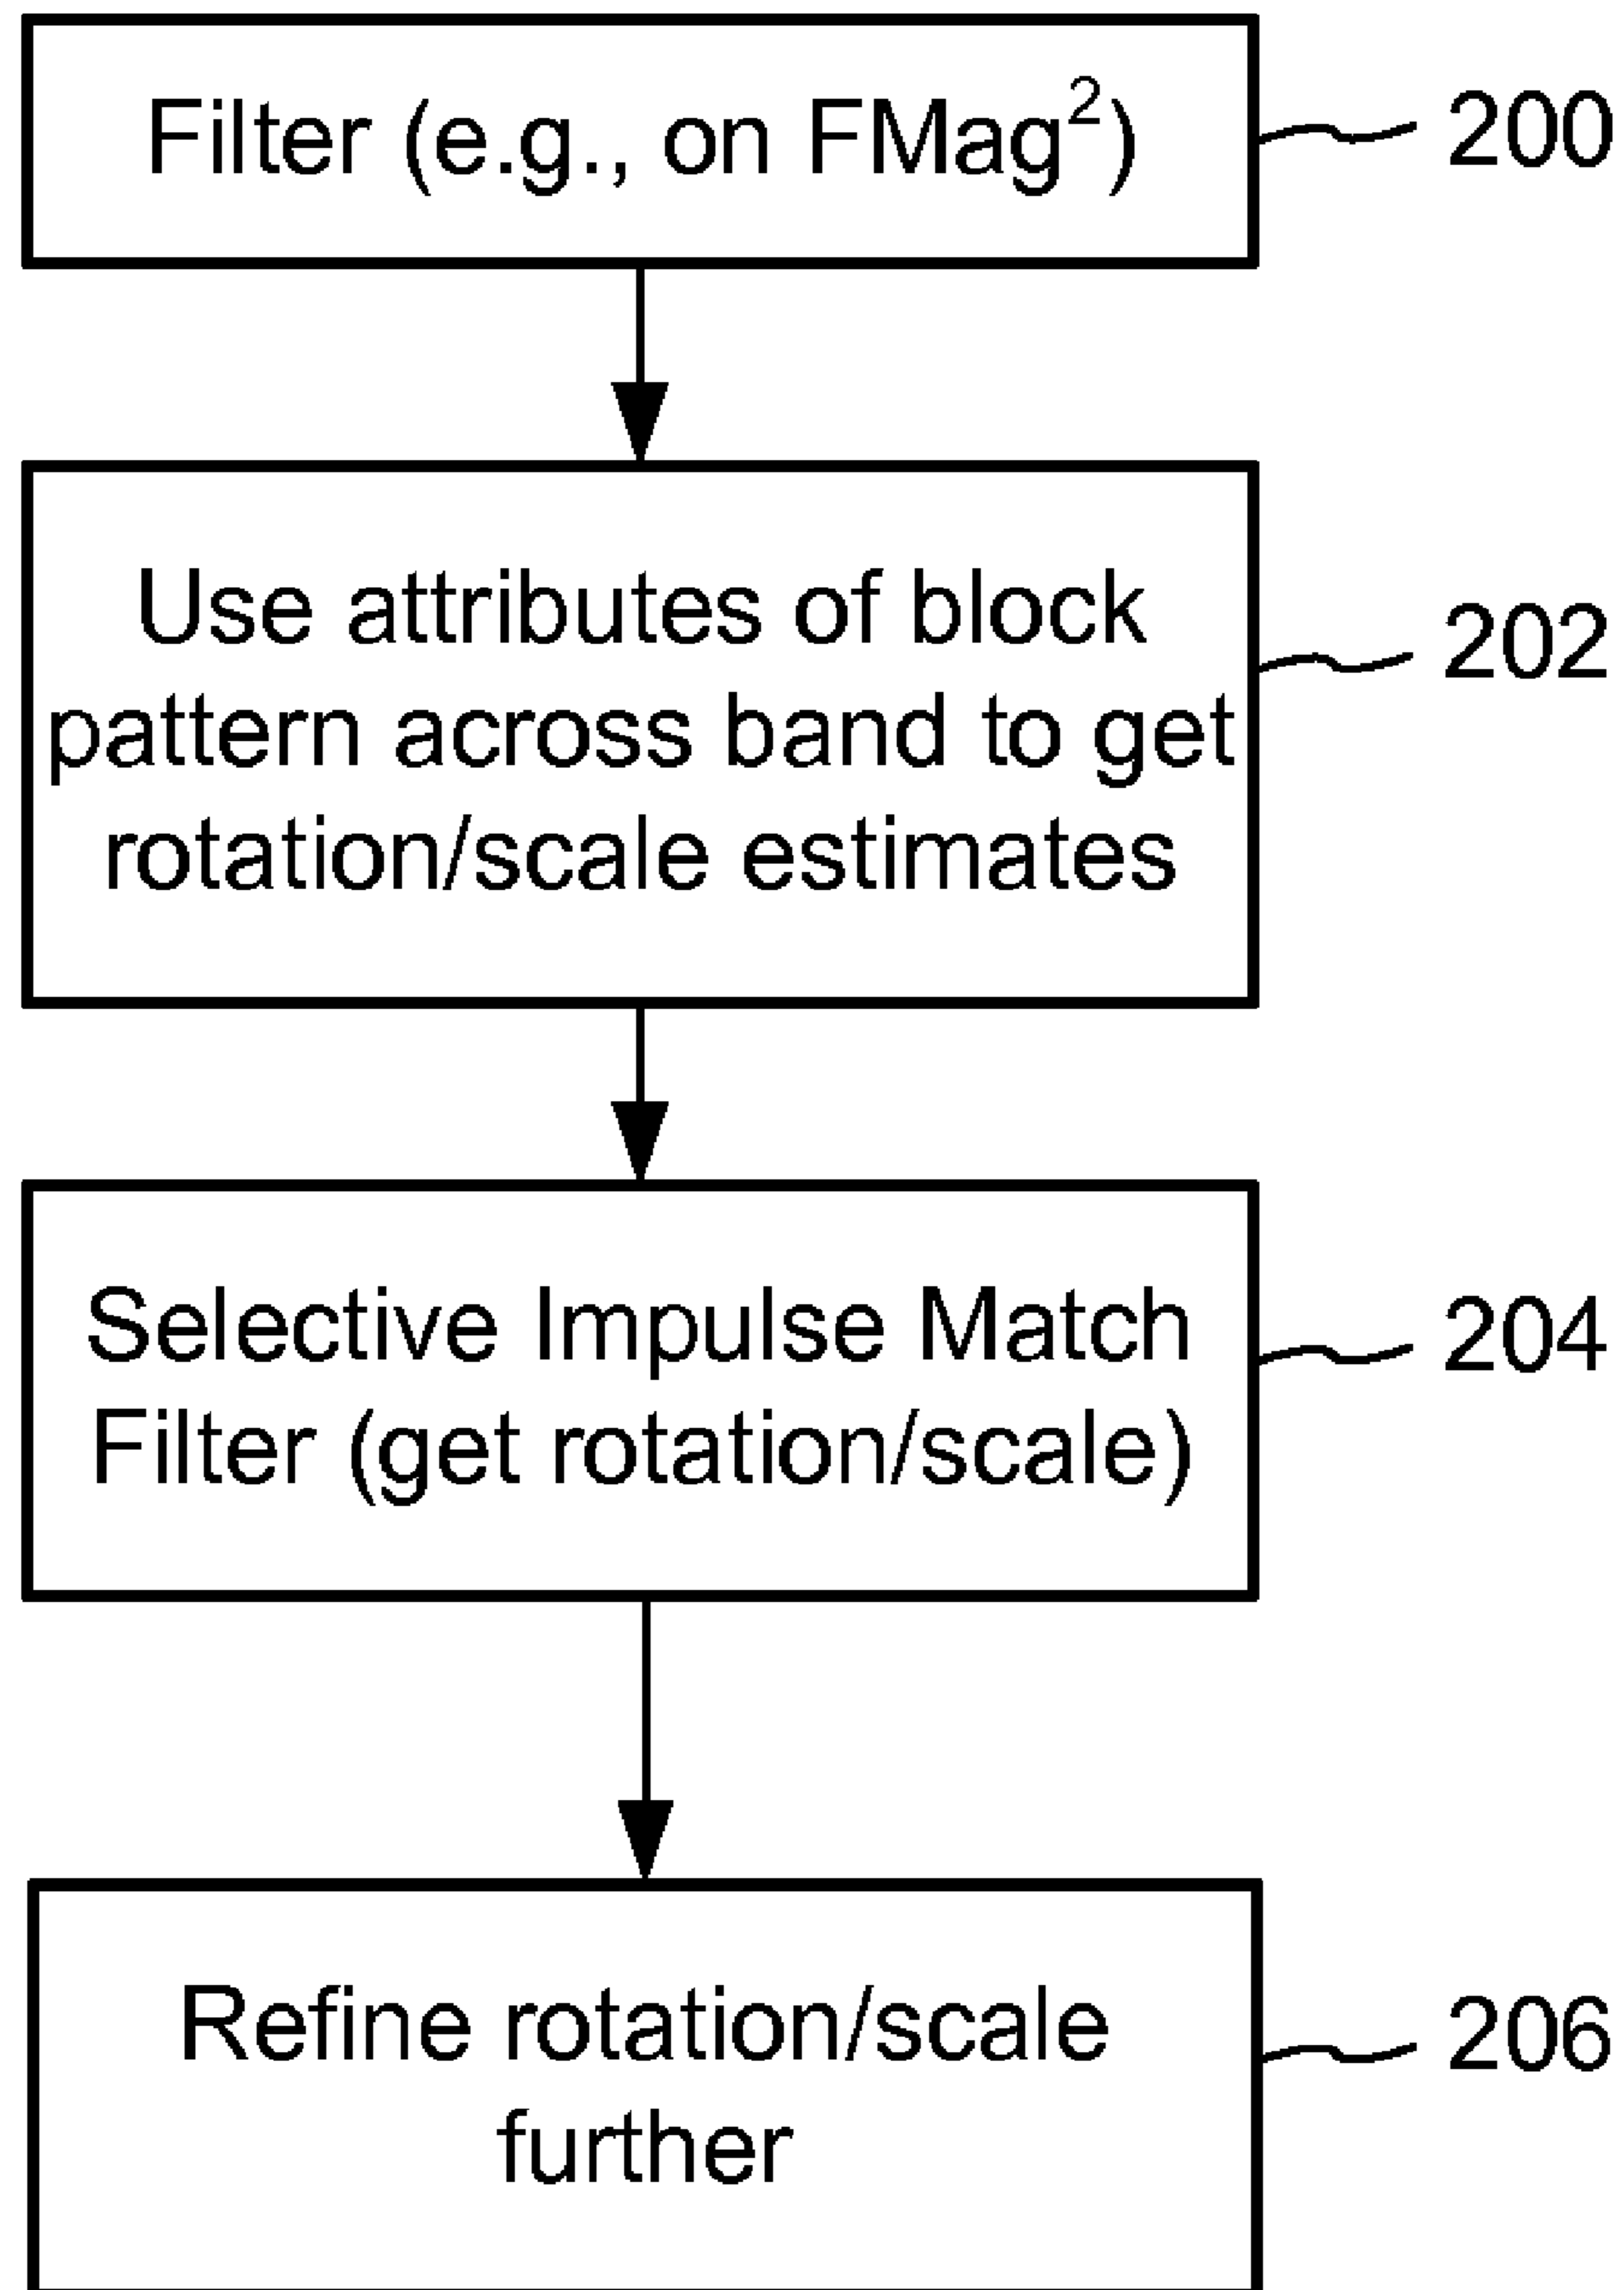 Filter (e.g., on FMag²)
200
Use attributes of block
pattern across band to get
rotation/scale estimates
202
Selective Impulse Match
Filter (get rotation/scale)
204
Refine rotation/scale
further
206